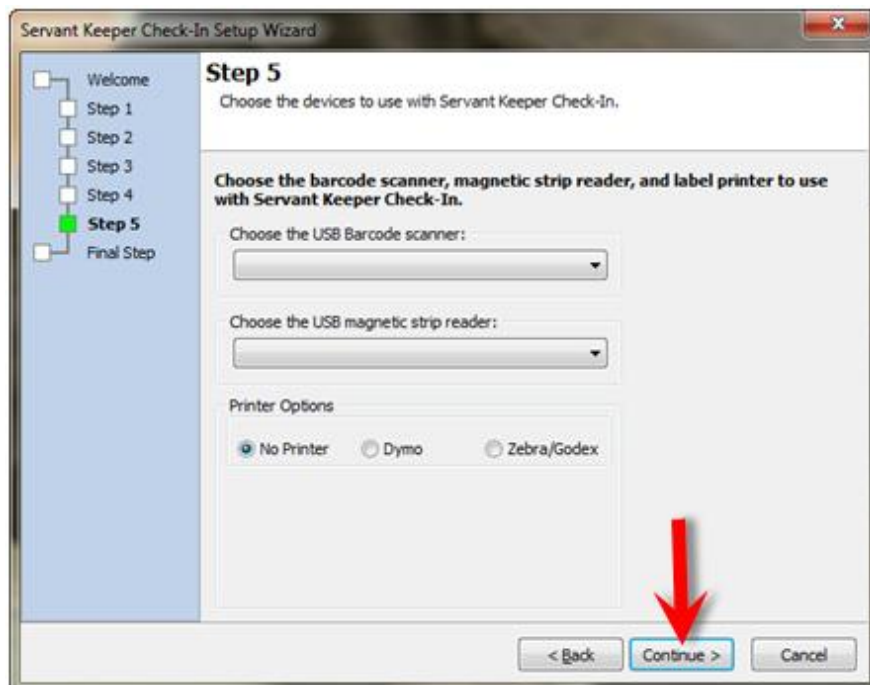 Servant Keeper Check-In Setup Wizard
Welcome
Step 1
Step 2
Step 3
Step 4
Step 5
Final Step
Step 5
Choose the devices to use with Servant Keeper Check-In.
Choose the barcode scanner, magnetic strip reader, and label printer to use
with Servant Keeper Check-In.
Choose the USB Barcode scanner:
Choose the USB magnetic strip reader:
Printer Options
No Printer Dymo Zebra/Godex
< Back Continue > Cancel